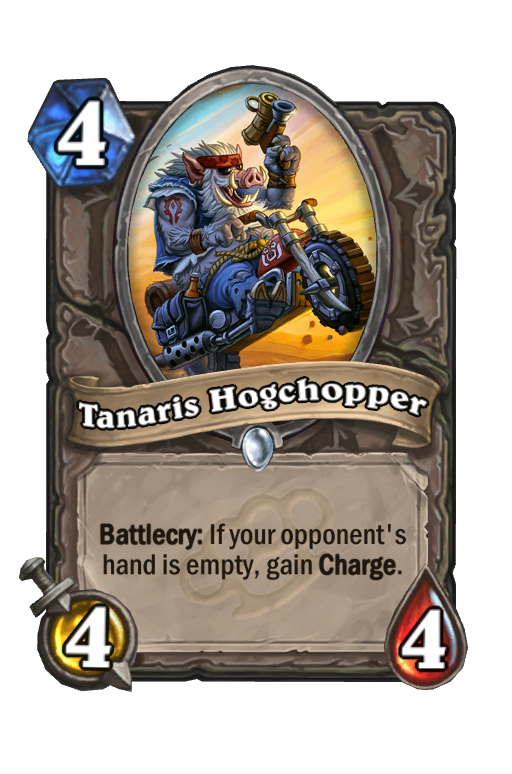 4
Tanaris Hogchopper
Battlecry: If your opponent's
hand is empty, gain Charge.
4
4